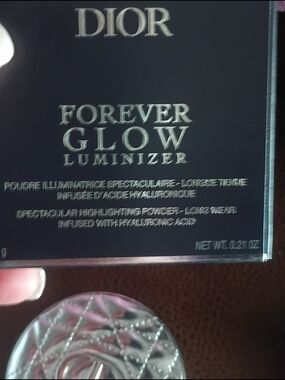 DIOR
FOREVER
GLOW
LUMINIZER
POUDRE ILLUMINATRICE SPECTACULAIRE - LONGUE TENUE
INFUSÉE D'ACIDE HYALURONIQUE
SPECTACULAR HIGHLIGHTING POWDER - LONG WEAR
INFUSED WITH HYALURONIC ACID
g NET WT. 0.21 OZ